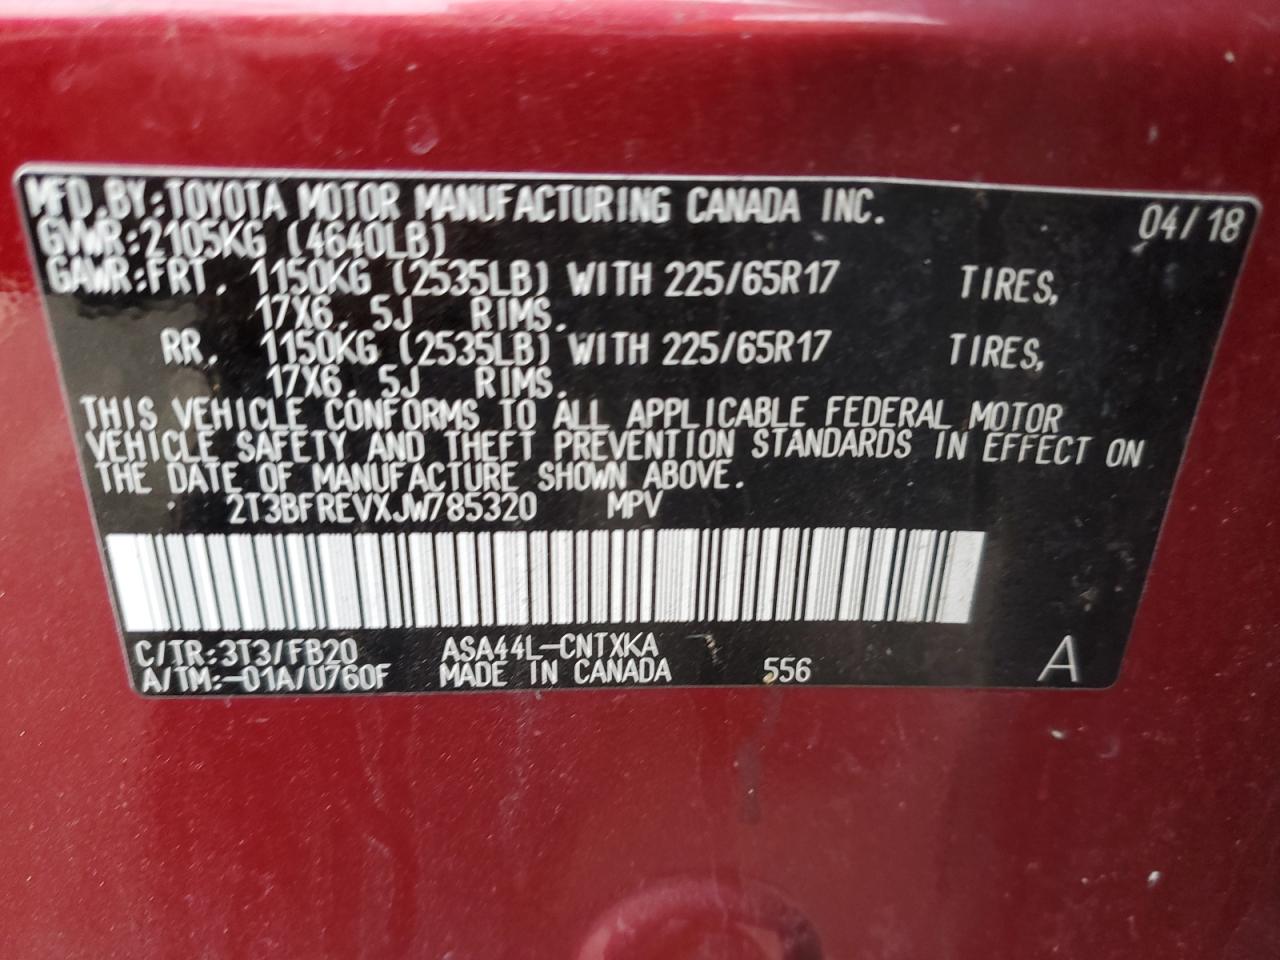 MFD.BY:TOYOTA MOTOR MANUFACTURING CANADA INC. 04/18
GVWR:2105KG (4640LB)
GAWR:FRT. 1150KG (2535LB) WITH 225/65R17 TIRES,
17X6.5J RIMS.
RR. 1150KG (2535LB) WITH 225/65R17 TIRES,
17X6.5J RIMS.
THIS VEHICLE CONFORMS TO ALL APPLICABLE FEDERAL MOTOR
VEHICLE SAFETY AND THEFT PREVENTION STANDARDS IN EFFECT ON
THE DATE OF MANUFACTURE SHOWN ABOVE.
2T3BFREVXJW785320 MPV
C/TR:3T3/FB20 ASA44L-CNTXKA
A/TM:-01A/U760F MADE IN CANADA 556 A